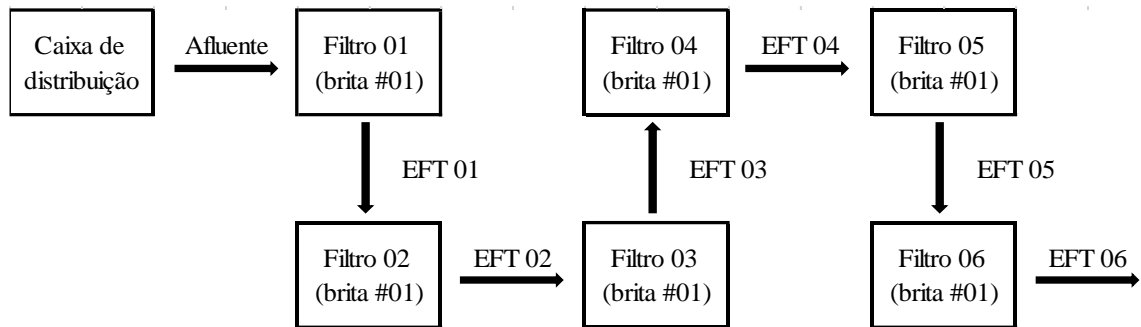 Caixa de
distribuição
Afluente
Filtro 01
(brita #01)
EFT 01
Filtro 02
(brita #01)
EFT 02
Filtro 03
(brita #01)
EFT 03
Filtro 04
(brita #01)
EFT 04
Filtro 05
(brita #01)
EFT 05
Filtro 06
(brita #01)
EFT 06